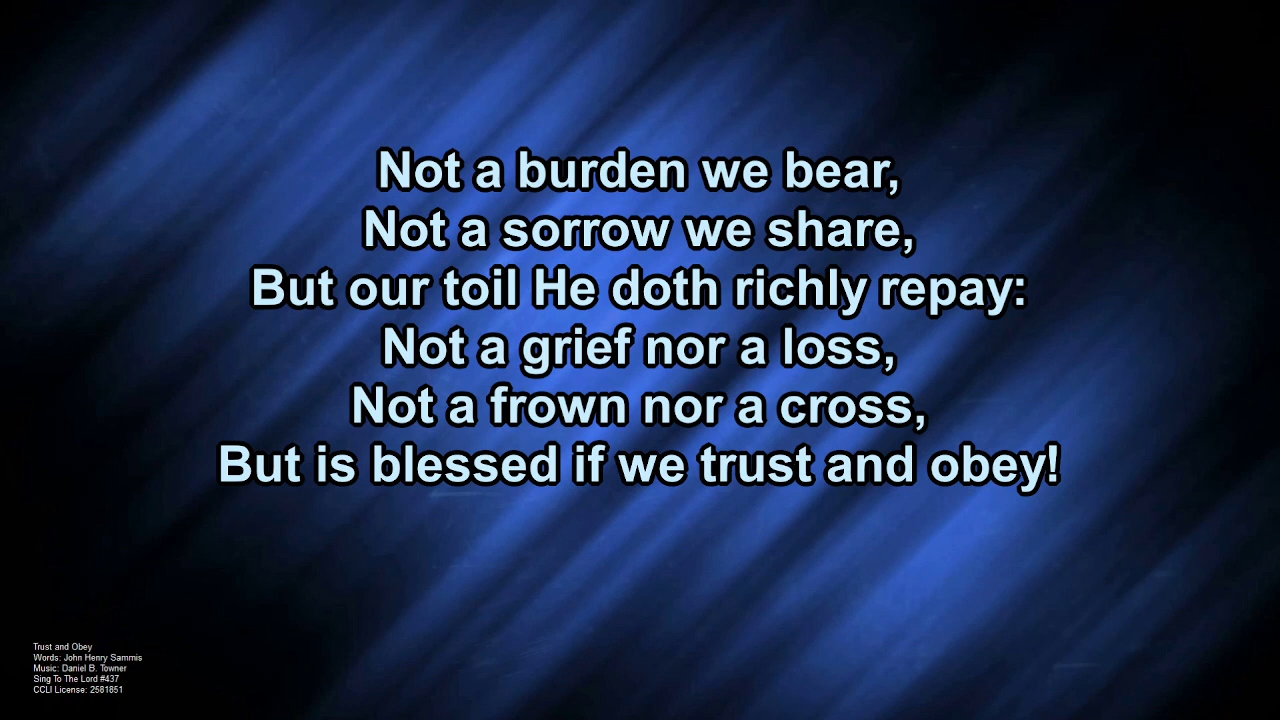 Not a burden we bear,
Not a sorrow we share,
But our toil He doth richly repay:
Not a grief nor a loss,
Not a frown nor a cross,
But is blessed if we trust and obey!
Trust and Obey
Words: John Henry Sammis
Music: Daniel B. Towner
Sing To The Lord #437
CCLI License: 2581851